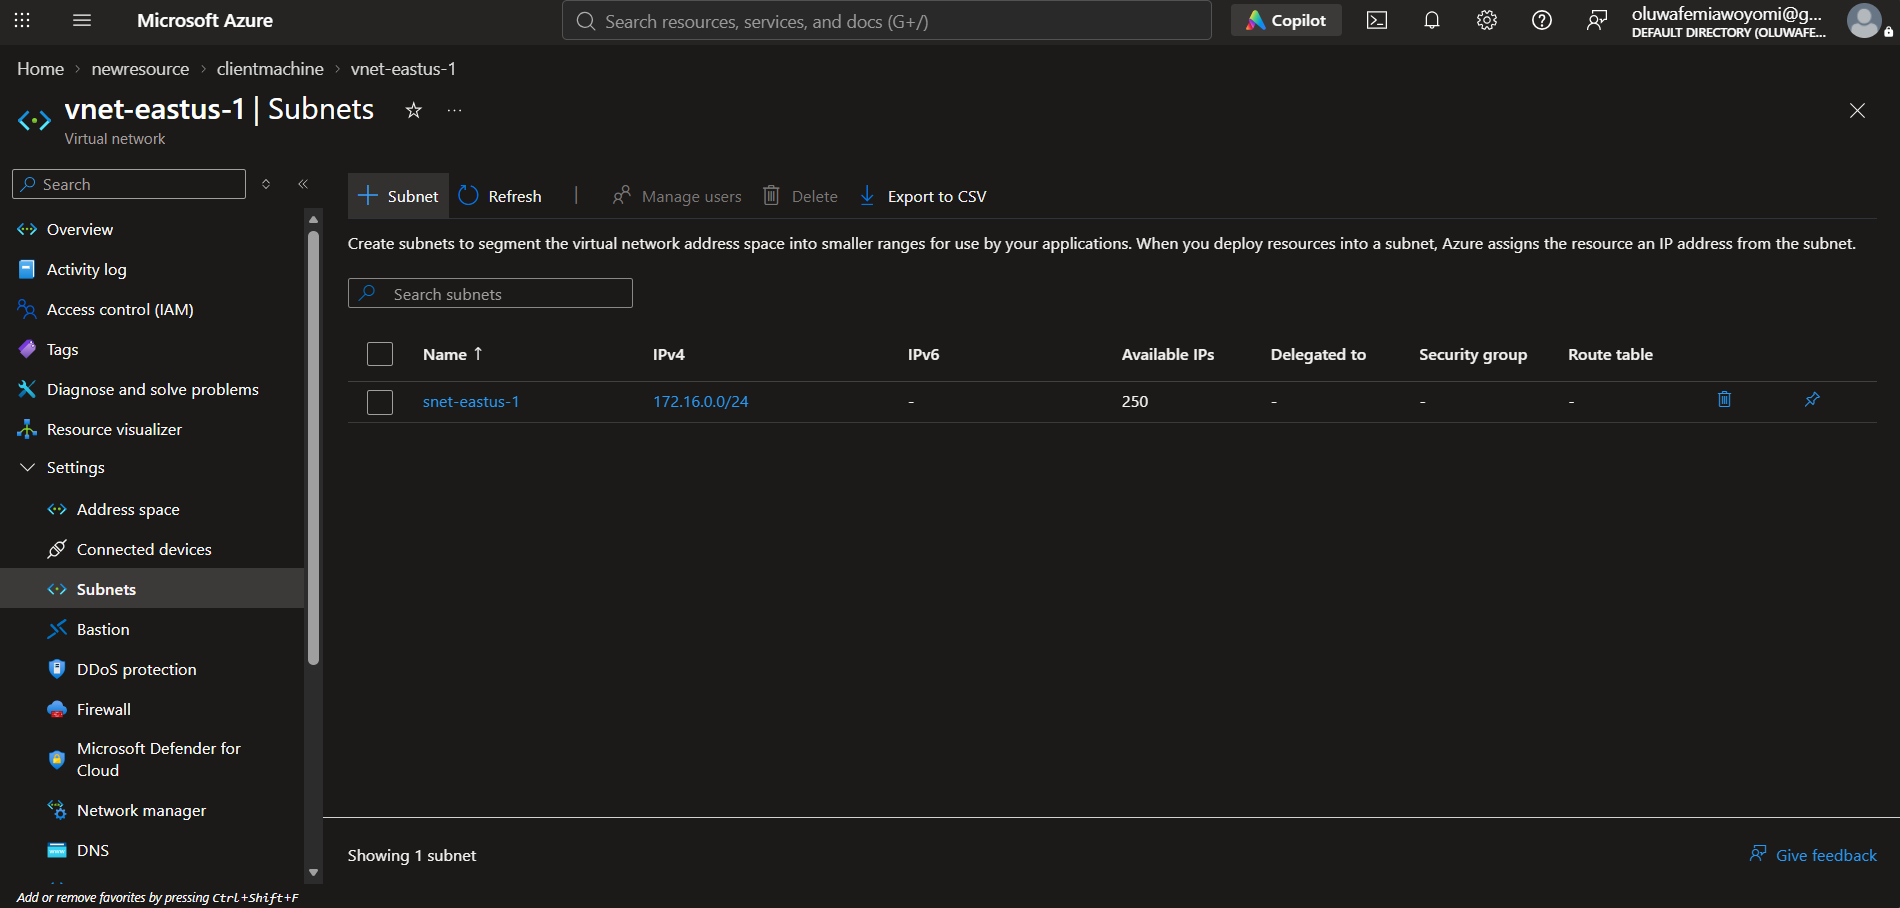 Microsoft Azure
Search resources, services, and docs (G+/)
Copilot
oluwafemiawoyomi@g...
DEFAULT DIRECTORY (OLUWAFE...
Home > newresource > clientmachine > vnet-eastus-1
vnet-eastus-1 | Subnets
Virtual network
Search
Subnet
Refresh
Manage users
Delete
Export to CSV
Create subnets to segment the virtual network address space into smaller ranges for use by your applications. When you deploy resources into a subnet, Azure assigns the resource an IP address from the subnet.
Search subnets
Name ↑ IPv4 IPv6 Available IPs Delegated to Security group Route table
snet-eastus-1 172.16.0.0/24 - 250 - - -
Overview
Activity log
Access control (IAM)
Tags
Diagnose and solve problems
Resource visualizer
Settings
Address space
Connected devices
Subnets
Bastion
DDoS protection
Firewall
Microsoft Defender for
Cloud
Network manager
DNS
Showing 1 subnet
Give feedback
Add or remove favorites by pressing Ctrl+Shift+F